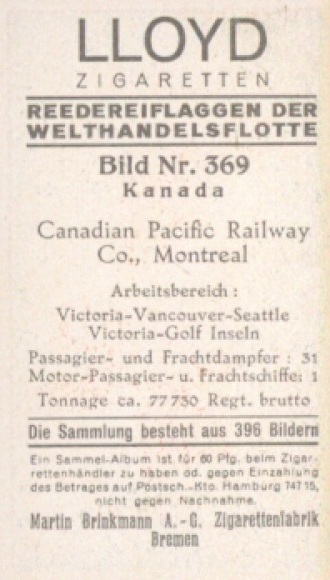 LLOYD
ZIGARETTEN
REEDEREIFLAGGEN DER
WELTHANDELSFLOTTE
Bild Nr. 369
Kanada
Canadian Pacific Railway
Co., Montreal
Arbeitsbereich :
Victoria-Vancouver-Seattle
Victoria-Golf Inseln
Passagier- und Frachtdampfer : 31
Motor-Passagier- u. Frachtschiffe: 1
Tonnage ca. 77730 Regt. brutto
Die Sammlung besteht aus 396 Bildern
Ein Sammel-Album ist für 60 Pfg. beim Zigar-
rettenhändler zu haben od. gegen Einzahlung
des Betrages auf Postsch.-Kto. Hamburg 74715,
nicht gegen Nachnahme.
Martin Brinkmann A.-G. Zigarettenfabrik
Bremen